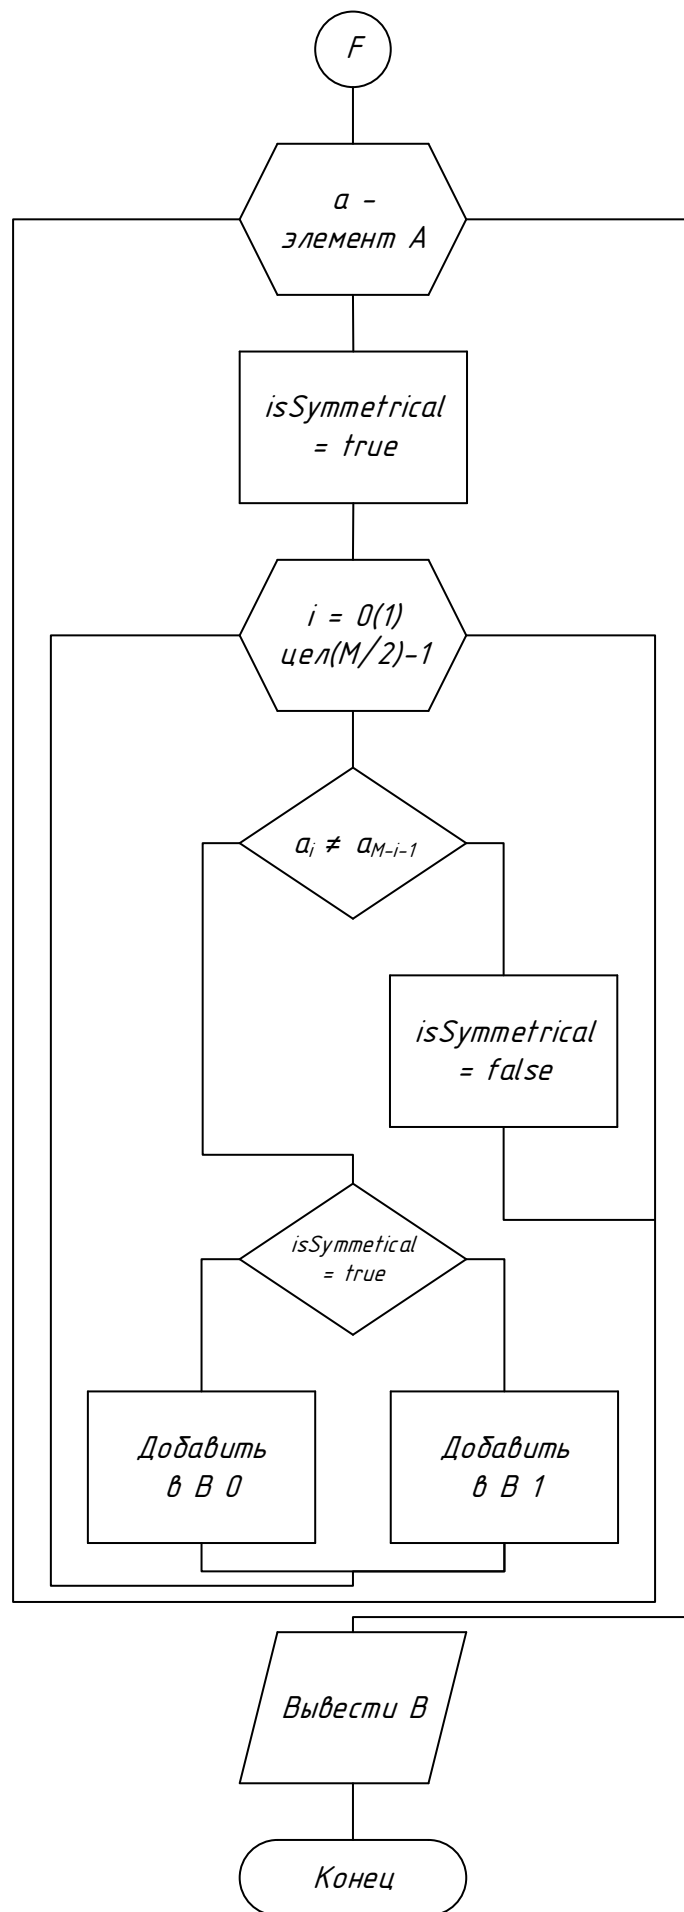 F
a -
элемент A
isSymmetrical
= true
i = 0(1)
цел(M/2)-1
aᵢ ≠ a_{M-i-1}
isSymmetrical
= false
isSymmetical
= true
Добавить
в B 0
Добавить
в B 1
Вывести B
Конец